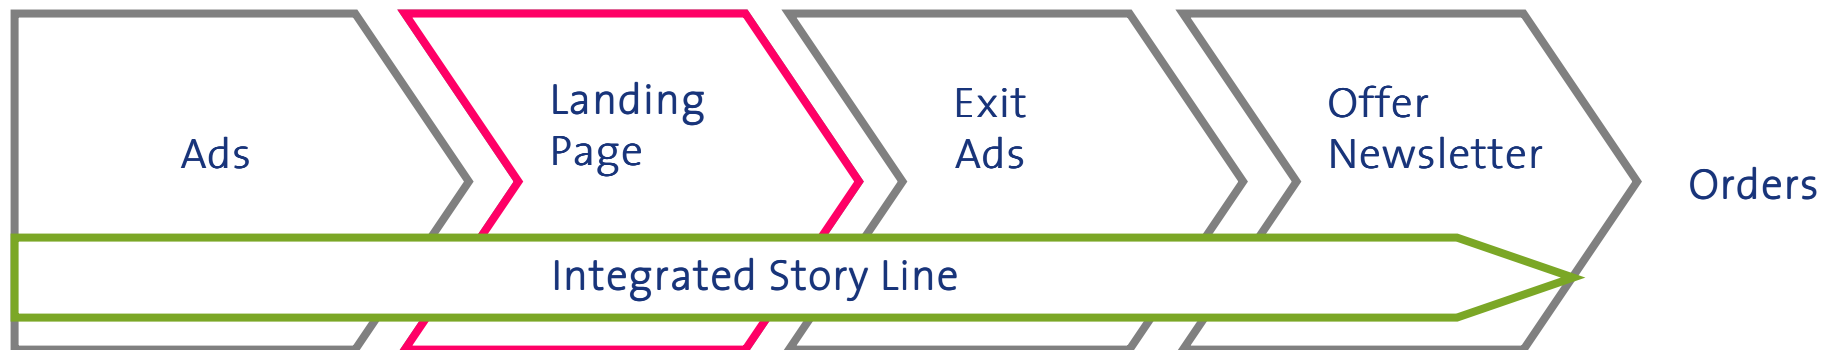 Ads
Landing
Page
Exit
Ads
Offer
Newsletter
Orders
Integrated Story Line